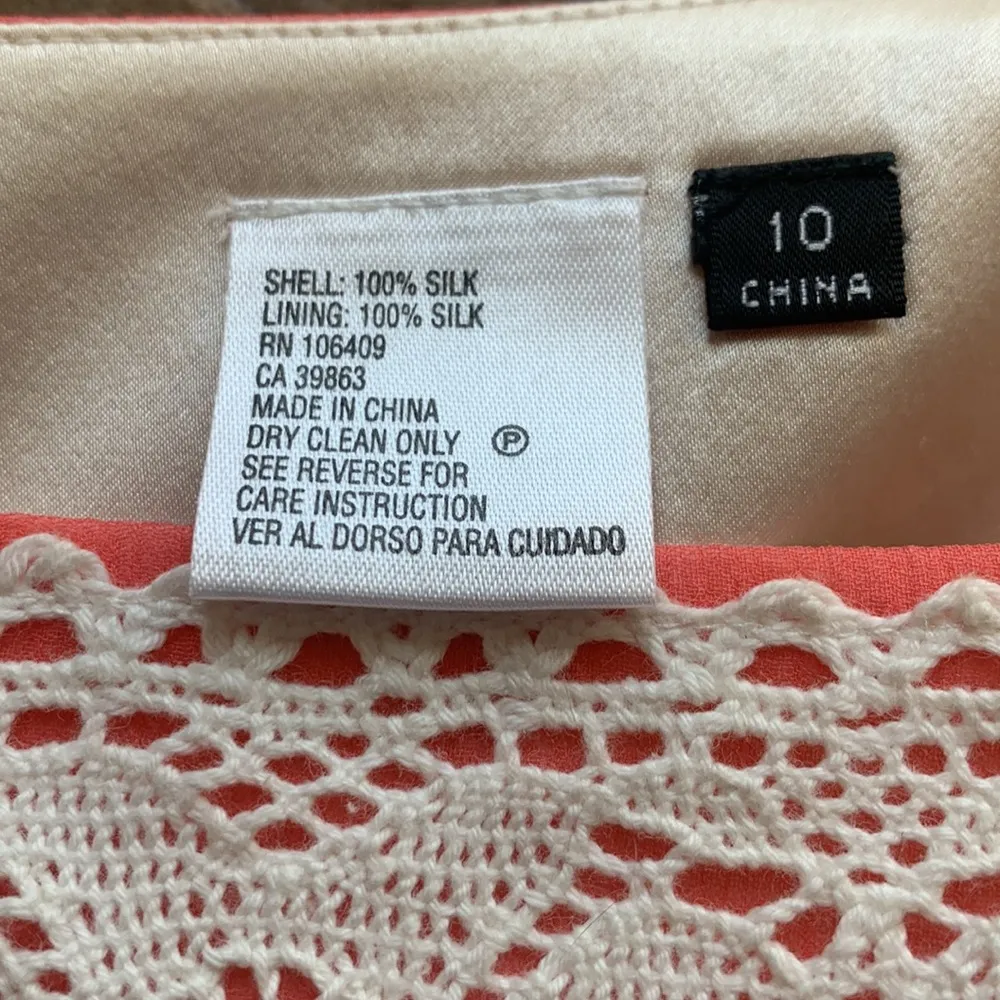 SHELL: 100% SILK
LINING: 100% SILK
RN 106409
CA 39863
MADE IN CHINA
DRY CLEAN ONLY Ⓟ
SEE REVERSE FOR
CARE INSTRUCTION
VER AL DORSO PARA CUIDADO
10
CHINA